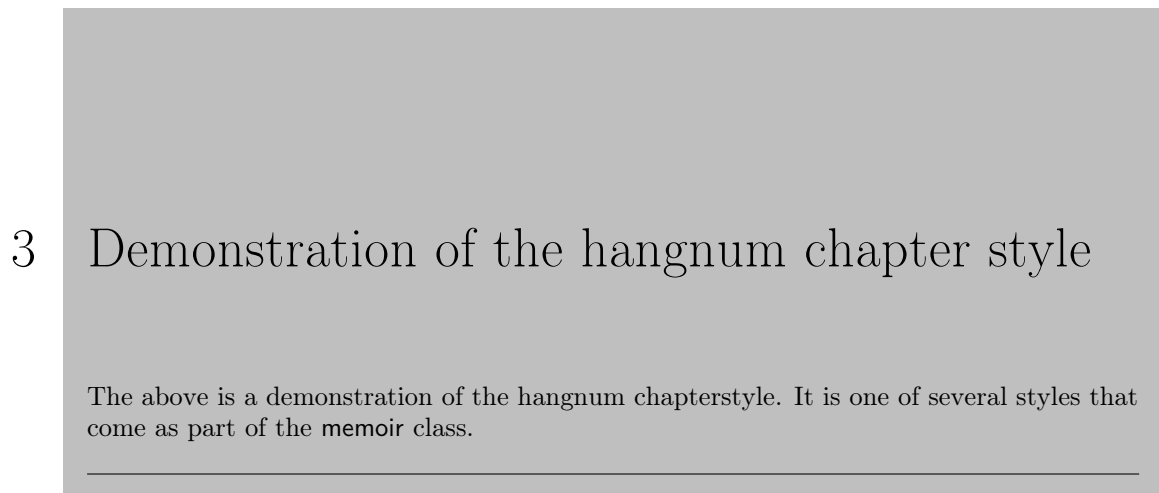 3 Demonstration of the hangnum chapter style
The above is a demonstration of the hangnum chapterstyle. It is one of several styles that
come as part of the memoir class.